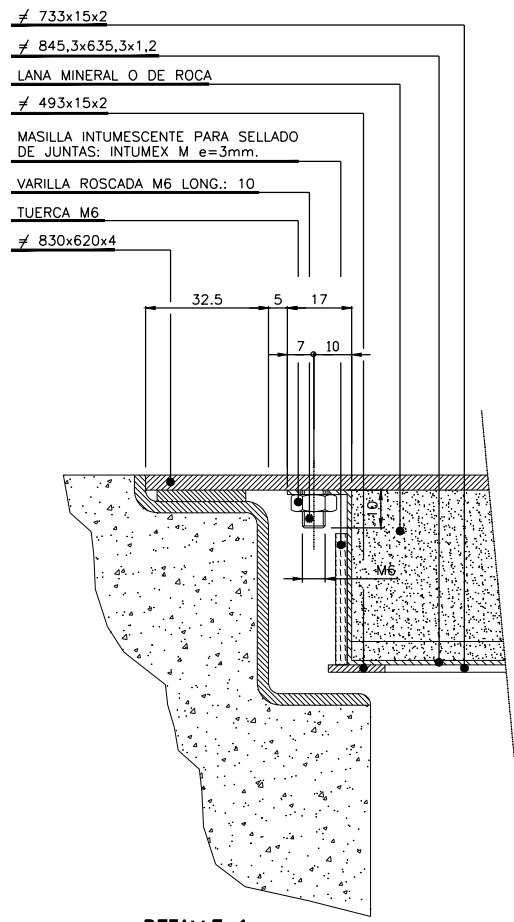 ≠ 733x15x2
≠ 845,3x635,3x1,2
LANA MINERAL O DE ROCA
≠ 493x15x2
MASILLA INTUMESCENTE PARA SELLADO
DE JUNTAS: INTUMEX M e=3mm.
VARILLA ROSCADA M6 LONG.: 10
TUERCA M6
≠ 830x620x4
32.5 5 17
7 10
10
M6